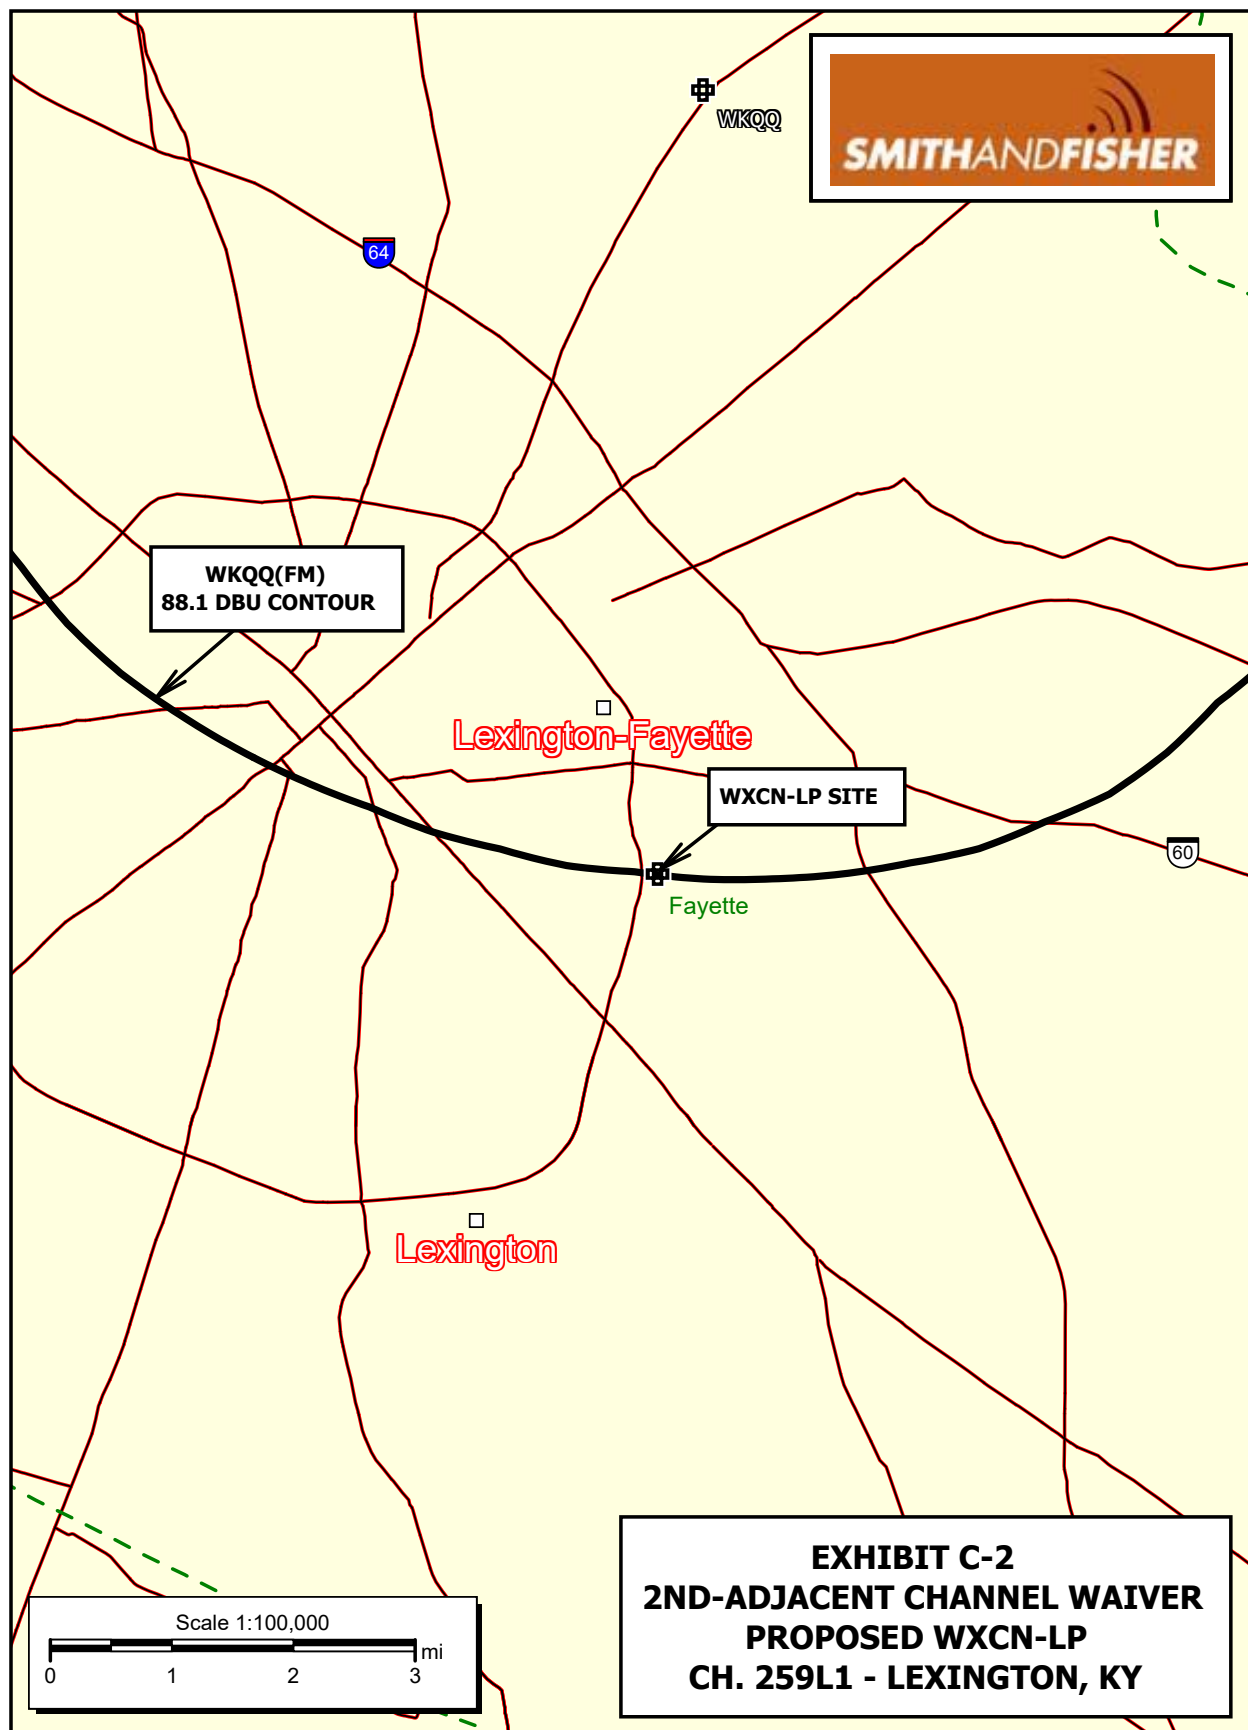 WKQQ
SMITHANDFISHER
64
WKQQ(FM)
88.1 DBU CONTOUR
Lexington-Fayette
WXCN-LP SITE
60
Fayette
Lexington
EXHIBIT C-2
2ND-ADJACENT CHANNEL WAIVER
PROPOSED WXCN-LP
CH. 259L1 - LEXINGTON, KY
Scale 1:100,000
mi
0 1 2 3